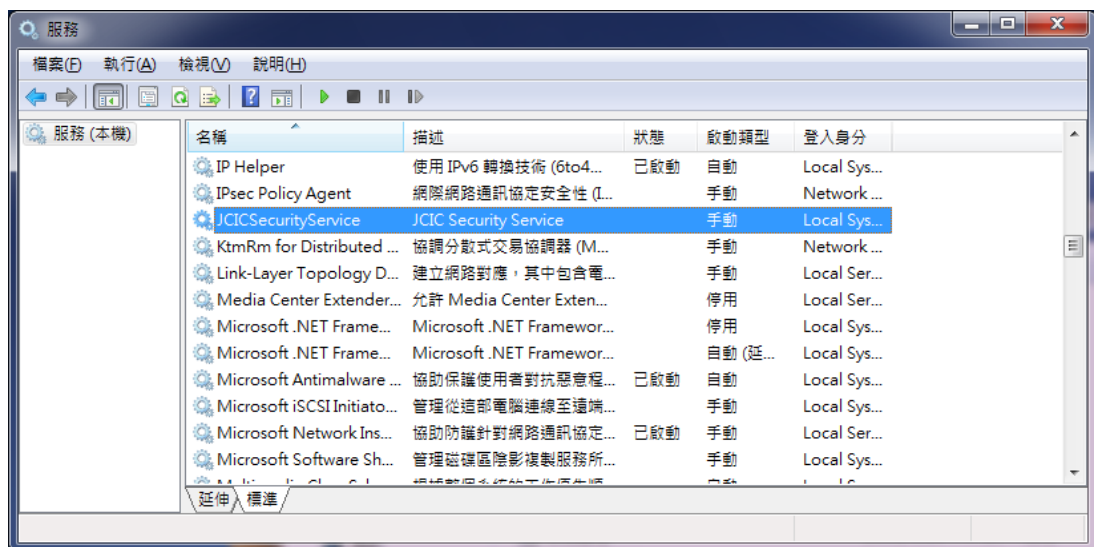 服務
檔案(F) 執行(A) 檢視(V) 說明(H)
服務 (本機)
名稱 描述 狀態 啟動類型 登入身分
IP Helper 使用 IPv6 轉換技術 (6to4... 已啟動 自動 Local Sys...
IPsec Policy Agent 網際網路通訊協定安全性 (I... 手動 Network ...
JCICSecurityService JCIC Security Service 手動 Local Sys...
KtmRm for Distributed ... 協調分散式交易協調器 (M... 手動 Network ...
Link-Layer Topology D... 建立網路對應，其中包含電... 手動 Local Ser...
Media Center Extender... 允許 Media Center Exten... 停用 Local Ser...
Microsoft .NET Frame... Microsoft .NET Framewor... 停用 Local Sys...
Microsoft .NET Frame... Microsoft .NET Framewor... 自動 (延... Local Sys...
Microsoft Antimalware ... 協助保護使用者對抗惡意程... 已啟動 自動 Local Sys...
Microsoft iSCSI Initiato... 管理從這部電腦連線至遠端... 手動 Local Sys...
Microsoft Network Ins... 協助防護針對網路通訊協定... 已啟動 手動 Local Ser...
Microsoft Software Sh... 管理磁碟區陰影複製服務所... 手動 Local Sys...
延伸 標準